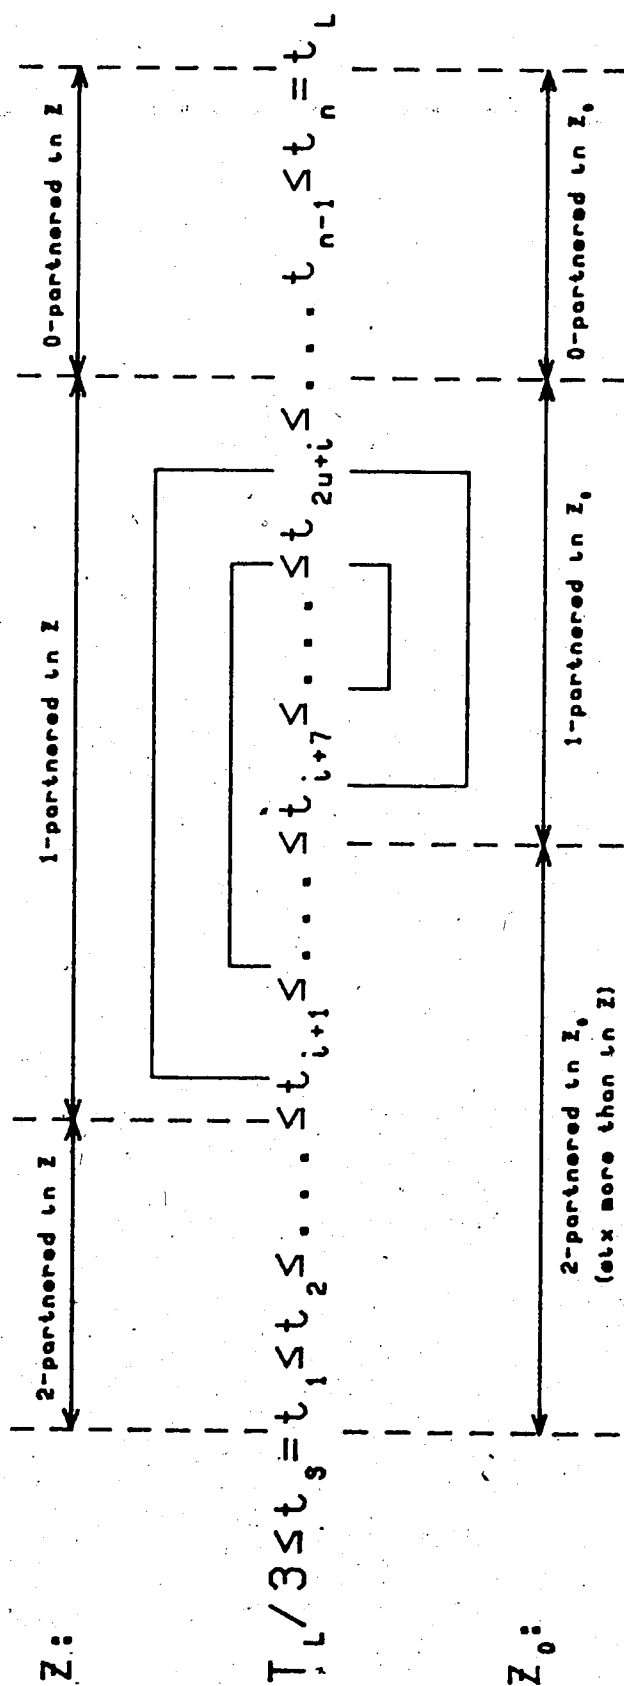 Z: 2-partnered in Z 1-partnered in Z 0-partnered in Z
T_L/3≤t_s=t_1≤t_2≤....≤t_{i+1}≤....≤t_{i+7}≤....≤t_{2u+i}≤....t_{n-1}≤t_n=t_L
Z_0: 2-partnered in Z_0 1-partnered in Z_0 0-partnered in Z_0
(six more than in Z)